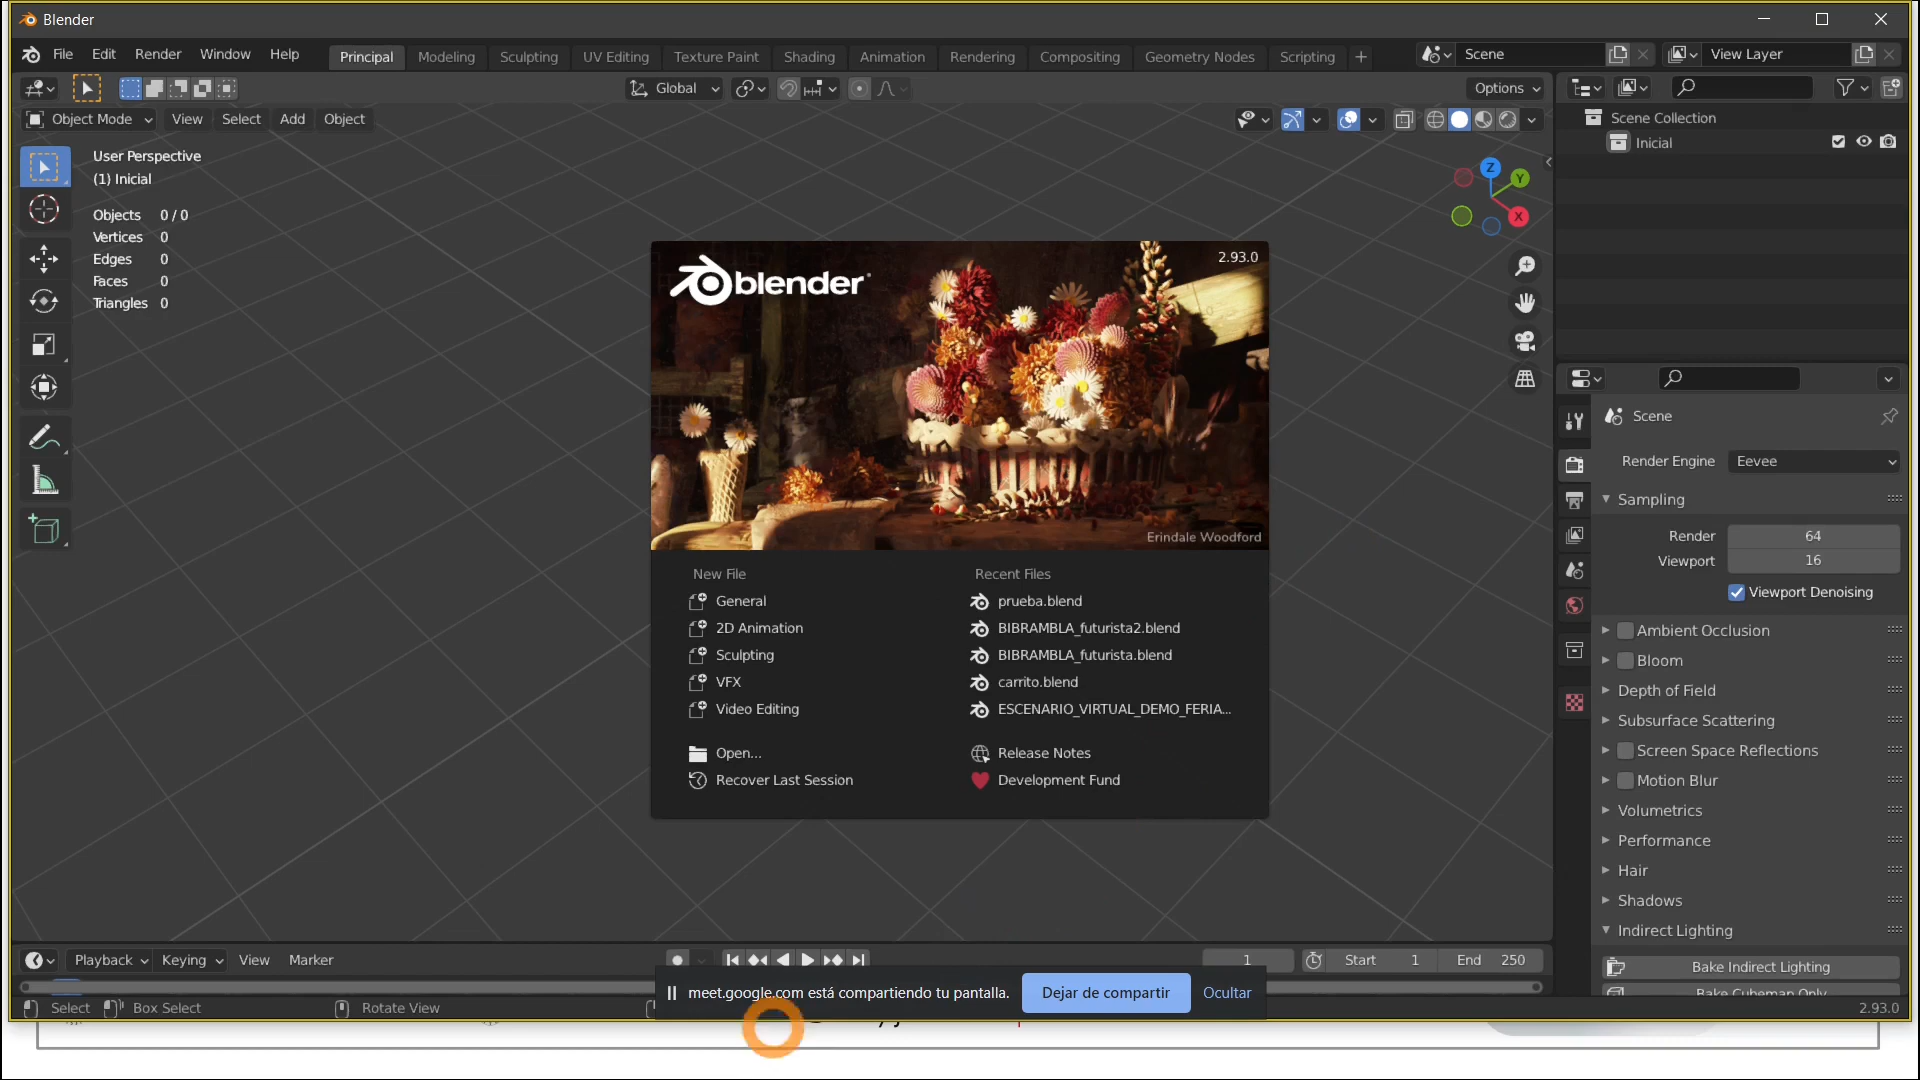 Blender
File Edit Render Window Help Principal Modeling Sculpting UV Editing Texture Paint Shading Animation Rendering Compositing Geometry Nodes Scripting + Scene View Layer
Global Options
Object Mode View Select Add Object
Scene Collection
Inicial
User Perspective
(1) Inicial
Objects 0 / 0
Vertices 0
Edges 0
Faces 0
Triangles 0
Z
Y
X
blender
2.93.0
Erindale Woodford
New File
General
2D Animation
Sculpting
VFX
Video Editing
Open...
Recover Last Session
Recent Files
prueba.blend
BIBRAMBLA_futurista2.blend
BIBRAMBLA_futurista.blend
carrito.blend
ESCENARIO_VIRTUAL_DEMO_FERIA...
Release Notes
Development Fund
Scene
Render Engine Eevee
Sampling
Render 64
Viewport 16
Viewport Denoising
Ambient Occlusion
Bloom
Depth of Field
Subsurface Scattering
Screen Space Reflections
Motion Blur
Volumetrics
Performance
Hair
Shadows
Indirect Lighting
Bake Indirect Lighting
Bake Cubemap Only
Playback Keying View Marker 1 Start 1 End 250
meet.google.com está compartiendo tu pantalla. Dejar de compartir Ocultar
Select Box Select Rotate View 2.93.0